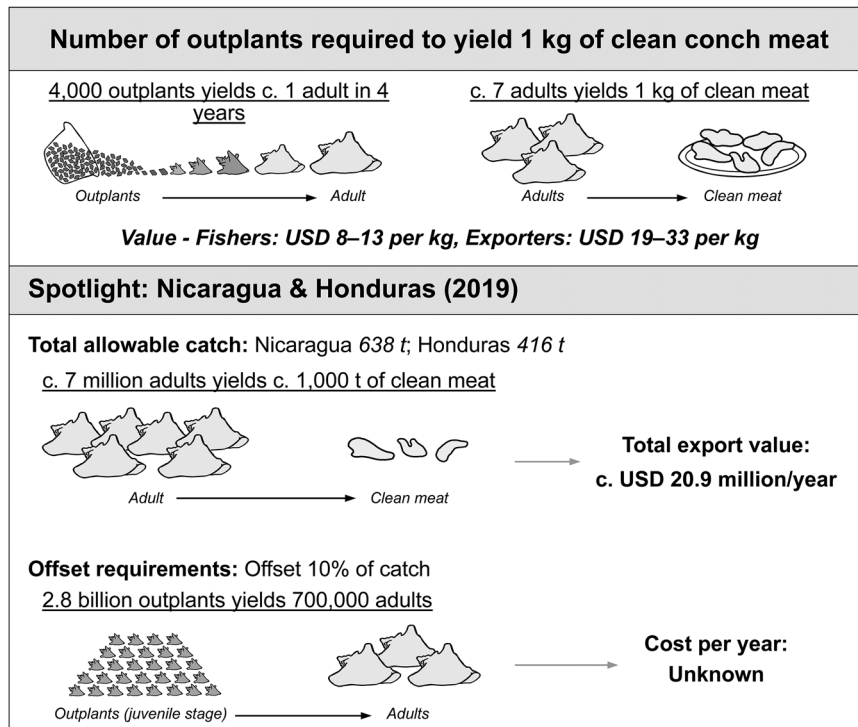 Number of outplants required to yield 1 kg of clean conch meat
4,000 outplants yields c. 1 adult in 4
years
c. 7 adults yields 1 kg of clean meat
Outplants
Adult
Adults
Clean meat
Value - Fishers: USD 8–13 per kg, Exporters: USD 19–33 per kg
Spotlight: Nicaragua & Honduras (2019)
Total allowable catch: Nicaragua 638 t; Honduras 416 t
c. 7 million adults yields c. 1,000 t of clean meat
Adult
Clean meat
Total export value:
c. USD 20.9 million/year
Offset requirements: Offset 10% of catch
2.8 billion outplants yields 700,000 adults
Outplants (juvenile stage)
Adults
Cost per year:
Unknown